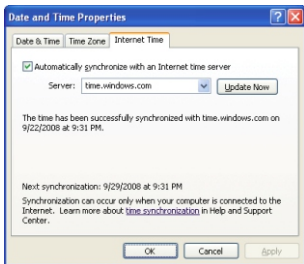 Date and Time Properties
Date & Time Time Zone Internet Time
Automatically synchronize with an Internet time server
Server: time.windows.com Update Now
The time has been successfully synchronized with time.windows.com on
9/22/2008 at 9:31 PM.
Next synchronization: 9/29/2008 at 9:31 PM
Synchronization can occur only when your computer is connected to the
Internet. Learn more about time synchronization in Help and Support
Center.
OK Cancel Apply